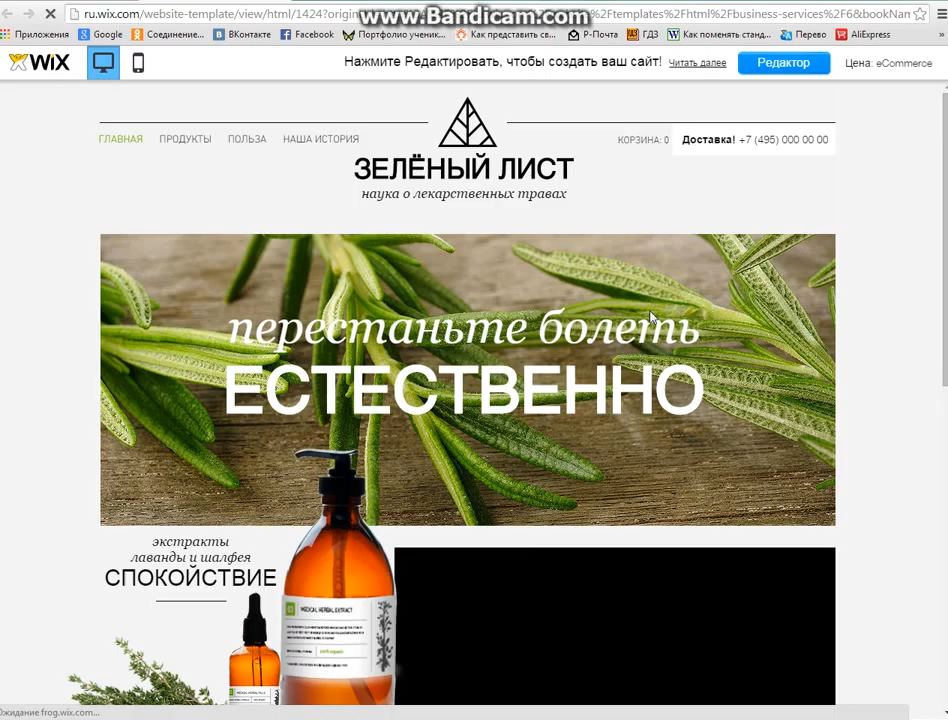 www.Bandicam.com
ru.wix.com/website-template/view/html/1424?origin
2Ftemplates%2Fhtml%2Fbusiness-services%2F6&bookNam
Приложения Google Соединение... ВКонтакте Facebook Портфолио ученик... Как представить св... Р-Почта ГДЗ Как поменять станд... Перево AliExpress »
WiX Нажмите Редактировать, чтобы создать ваш сайт! Читать далее Редактор Цена: eCommerce
ГЛАВНАЯ ПРОДУКТЫ ПОЛЬЗА НАША ИСТОРИЯ КОРЗИНА: 0 Доставка! +7 (495) 000 00 00
ЗЕЛЁНЫЙ ЛИСТ
наука о лекарственных травах
перестаньте болеть
ЕСТЕСТВЕННО
экстракты
лаванды и шалфея
СПОКОЙСТВИЕ
MEDICAL HERBAL EXTRACT
Ожидание frog.wix.com...